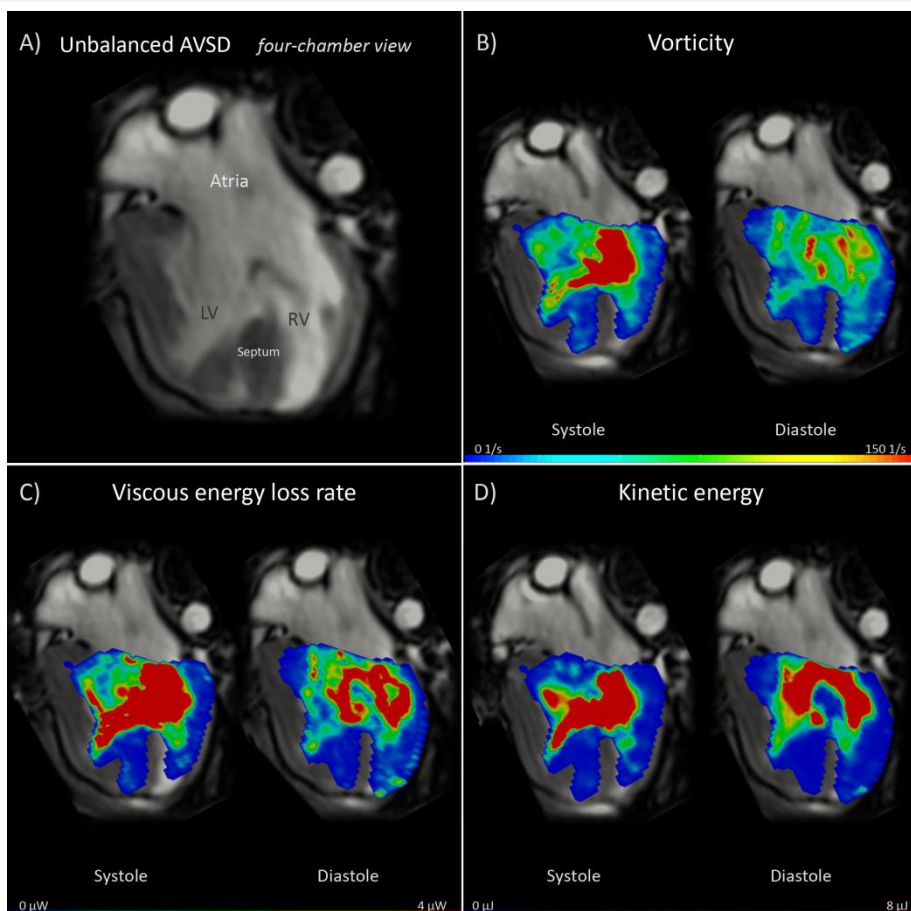 A) Unbalanced AVSD four-chamber view
Atria
LV
RV
Septum
B) Vorticity
Systole
Diastole
0 1/s
150 1/s
C) Viscous energy loss rate
Systole
Diastole
0 µW
4 µW
D) Kinetic energy
Systole
Diastole
0 µJ
8 µJ